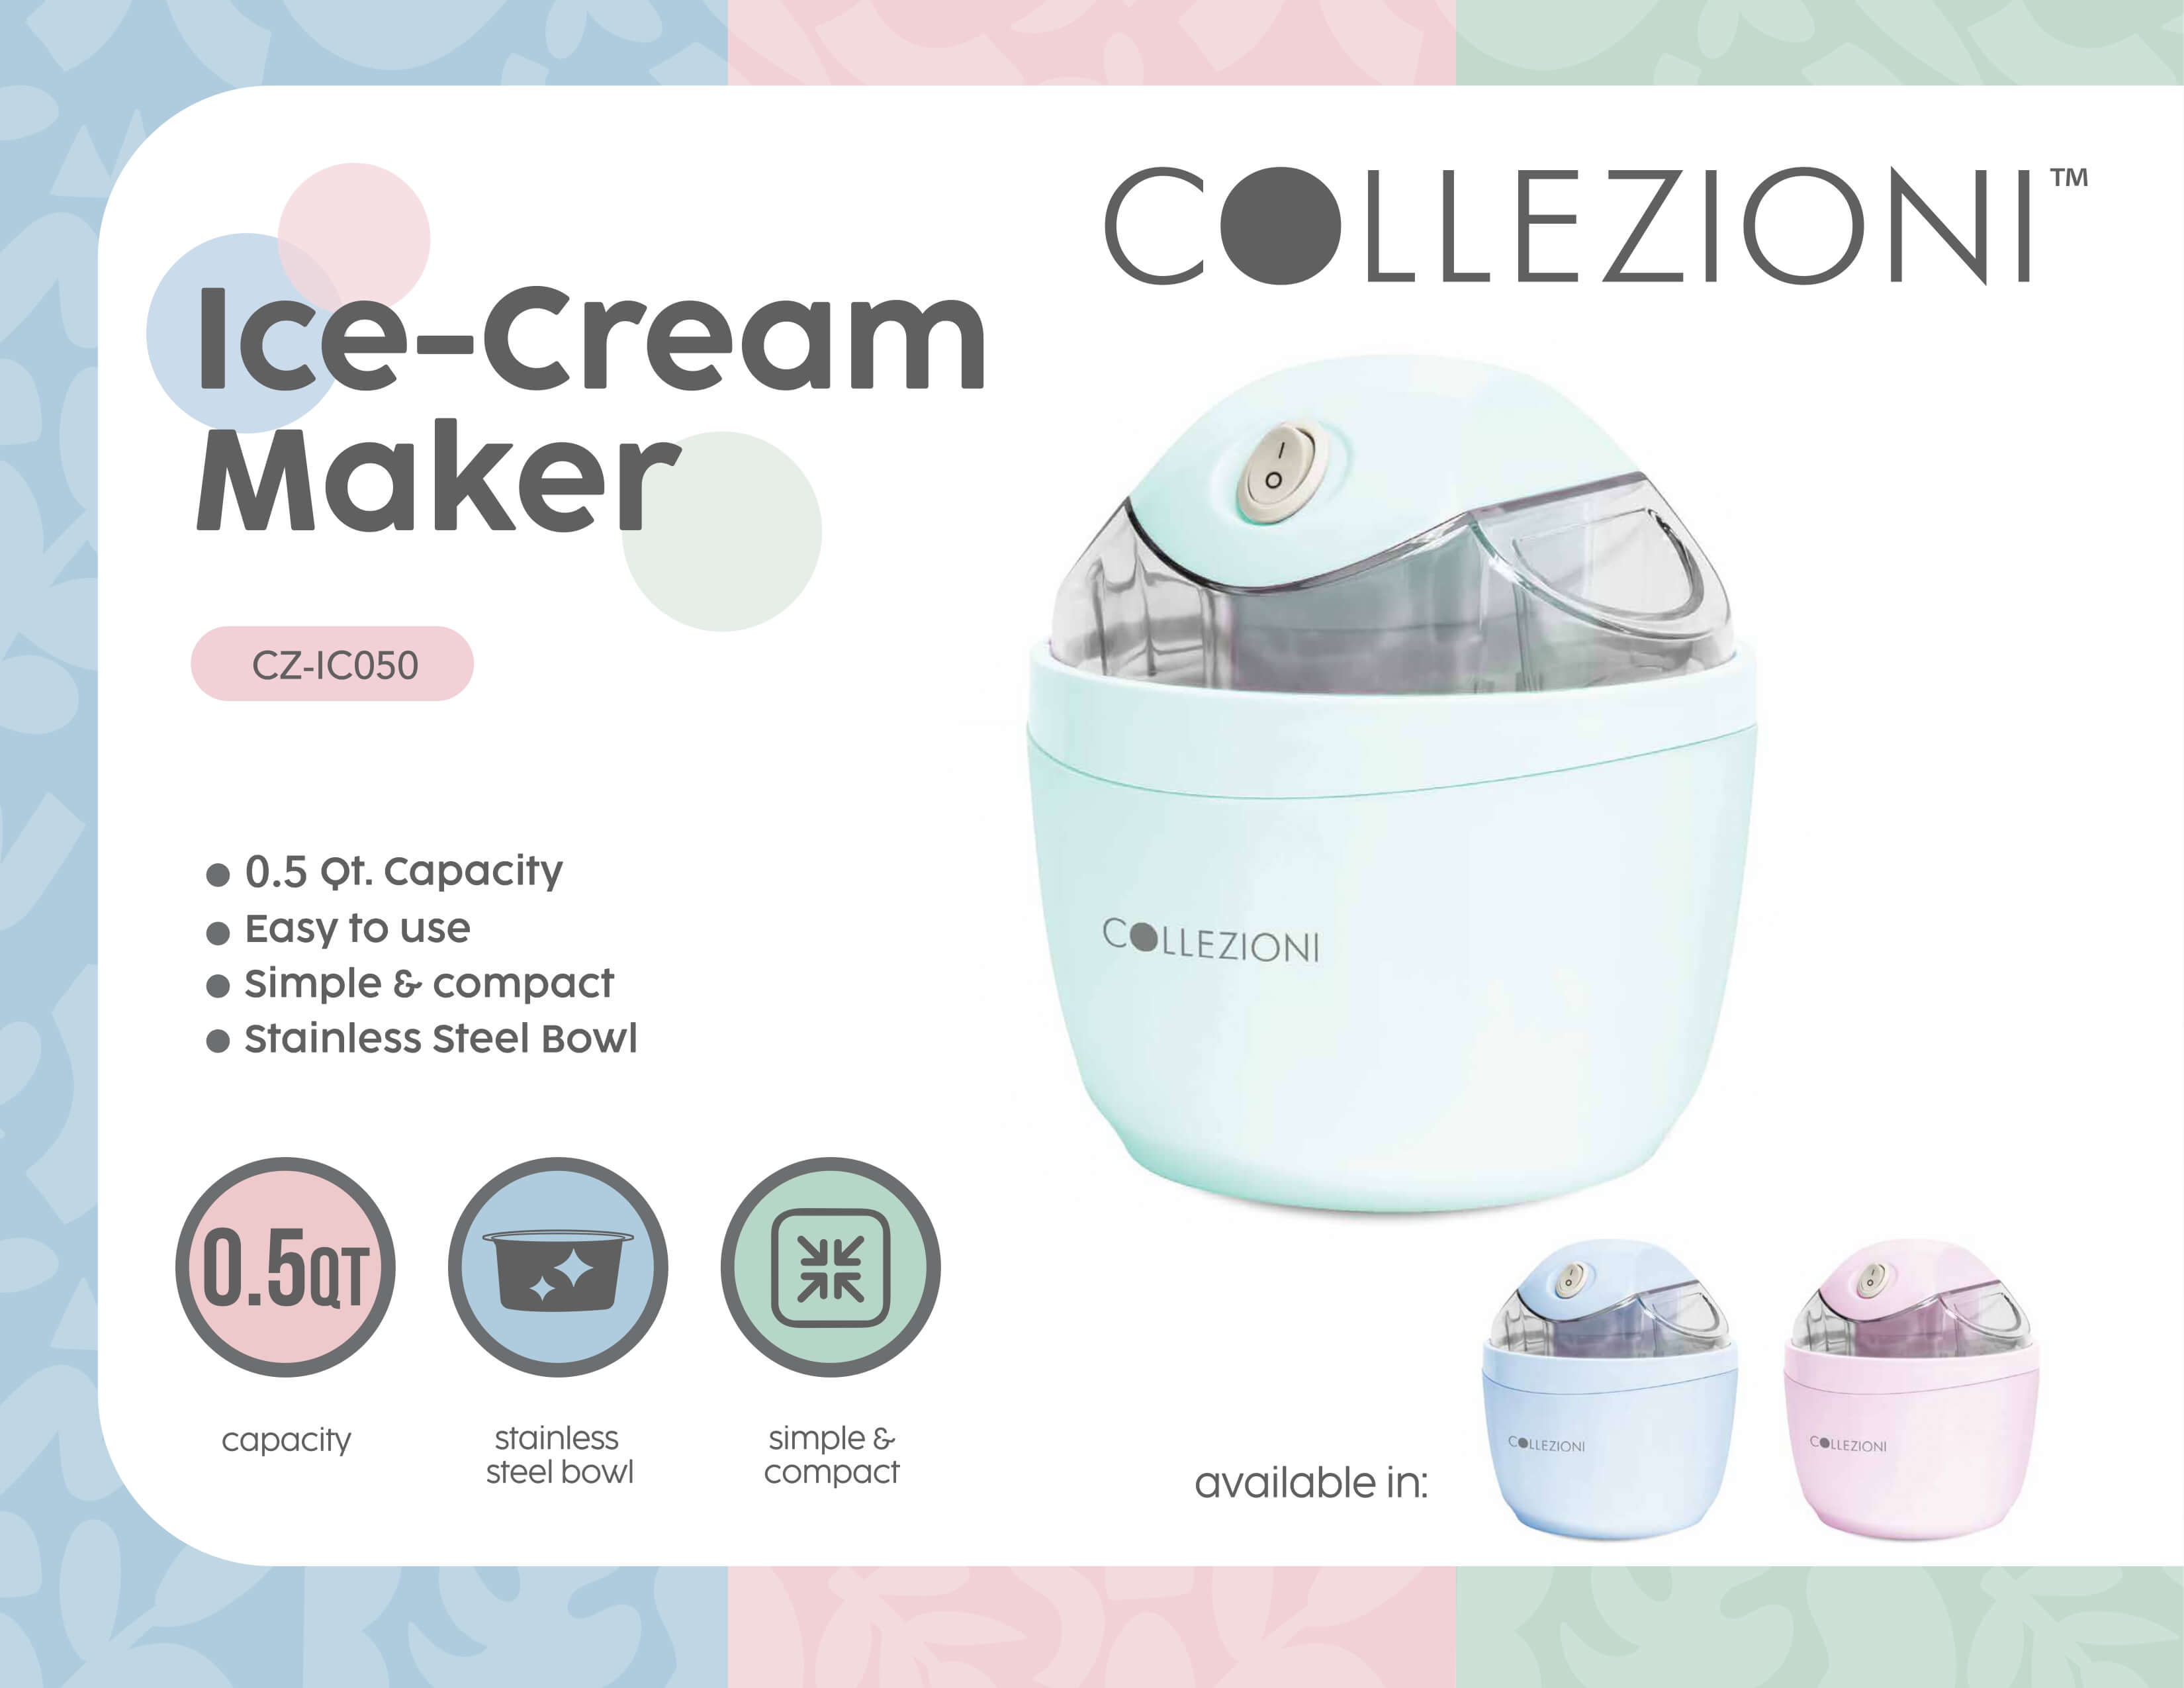 COLLEZIONI™
Ice-Cream
Maker
CZ-IC050
● 0.5 Qt. Capacity
● Easy to use
● Simple & compact
● Stainless Steel Bowl
I
O
COLLEZIONI
0.5QT
capacity
stainless
steel bowl
simple &
compact
available in:
I
O
COLLEZIONI
I
O
COLLEZIONI